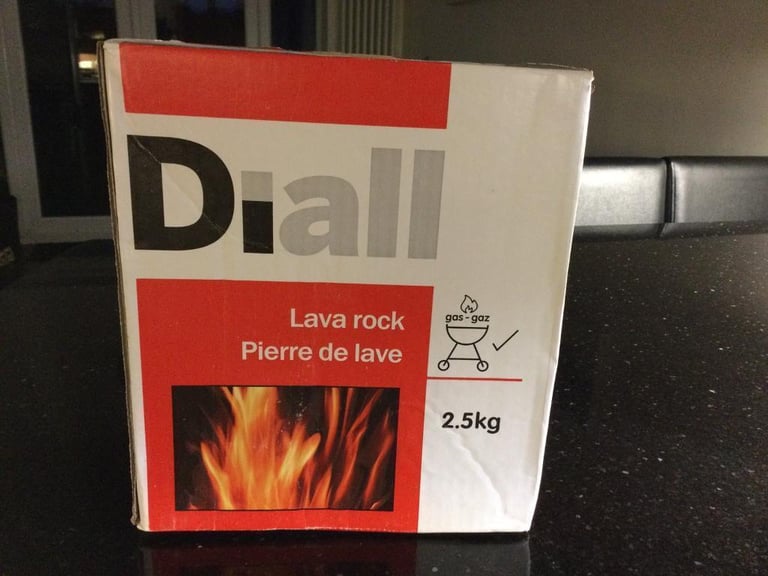 Diall
Lava rock
Pierre de lave
gas - gaz
2.5kg